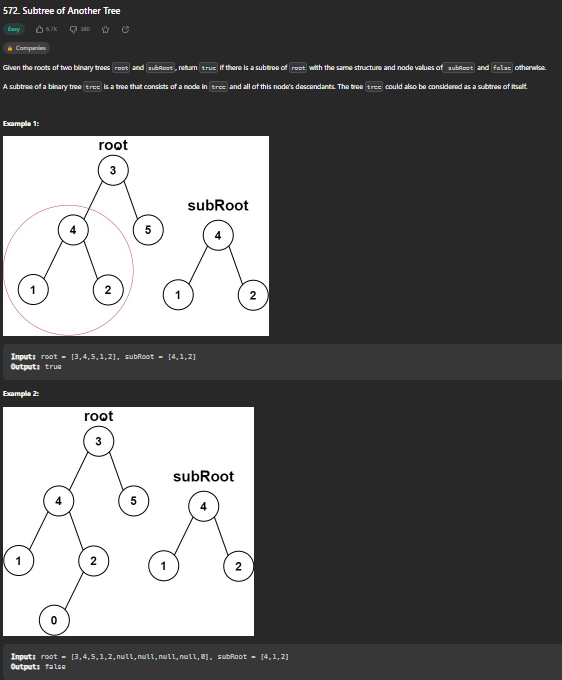 572. Subtree of Another Tree
Easy 6.7K 380
Companies
Given the roots of two binary trees root and subRoot, return true if there is a subtree of root with the same structure and node values of subRoot and false otherwise.
A subtree of a binary tree tree is a tree that consists of a node in tree and all of this node's descendants. The tree tree could also be considered as a subtree of itself.
Example 1:
root
3
subRoot
4 5 4
1 2 1 2
Input: root = [3,4,5,1,2], subRoot = [4,1,2]
Output: true
Example 2:
root
3
subRoot
4 5 4
1 2 1 2
0
Input: root = [3,4,5,1,2,null,null,null,null,0], subRoot = [4,1,2]
Output: false